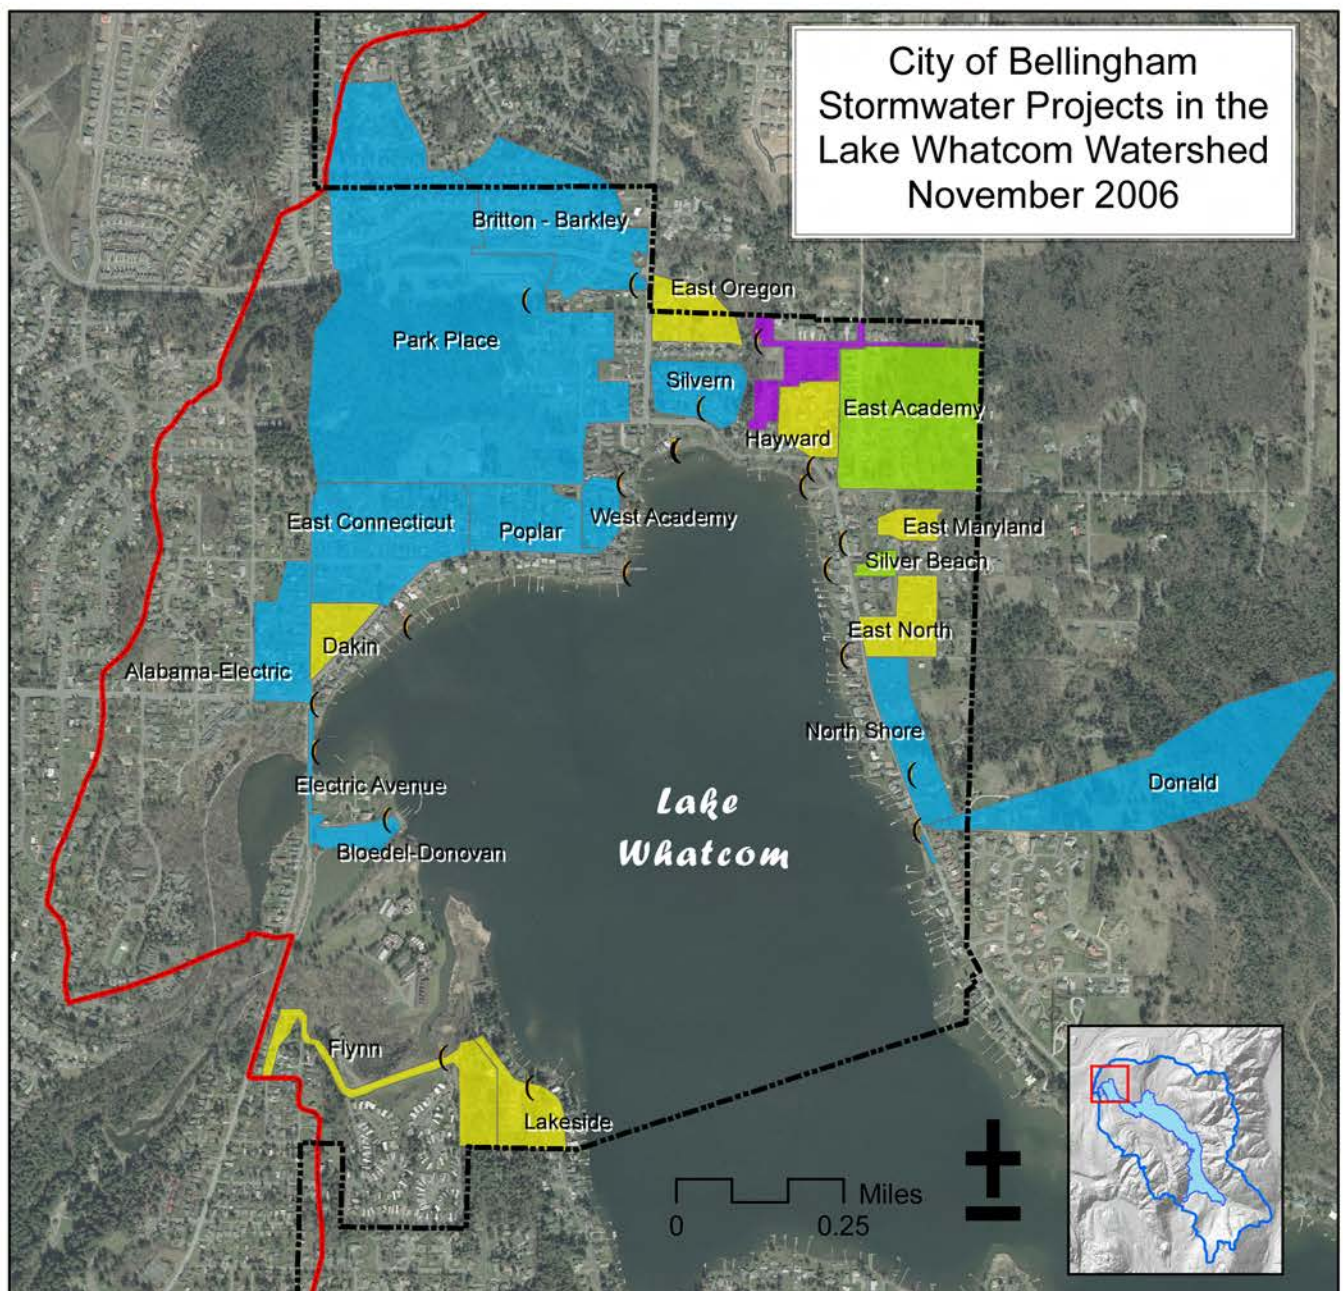 City of Bellingham
Stormwater Projects in the
Lake Whatcom Watershed
November 2006
Britton - Barkley
East Oregon
Park Place
Silvern
East Academy
Hayward
East Connecticut
Poplar
West Academy
East Maryland
Silver Beach
Dakin
East North
Alabama-Electric
North Shore
Electric Avenue
Donald
Lake
Whatcom
Bloedel-Donovan
Flynn
Lakeside
Miles
0 0.25